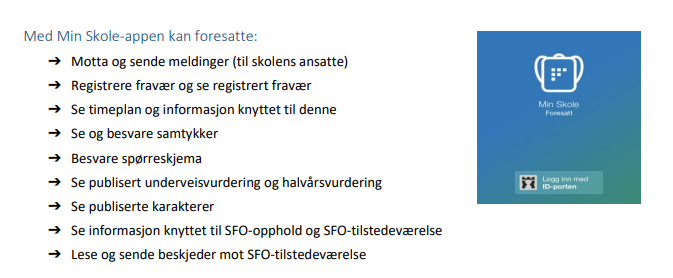 Med Min Skole-appen kan foresatte:
➔ Motta og sende meldinger (til skolens ansatte)
➔ Registrere fravær og se registrert fravær
➔ Se timeplan og informasjon knyttet til denne
➔ Se og besvare samtykker
➔ Besvare spørreskjema
➔ Se publisert underveisvurdering og halvårsvurdering
➔ Se publiserte karakterer
➔ Se informasjon knyttet til SFO-opphold og SFO-tilstedeværelse
➔ Lese og sende beskjeder mot SFO-tilstedeværelse
Min Skole
Foresatt
Logg inn med
ID-porten